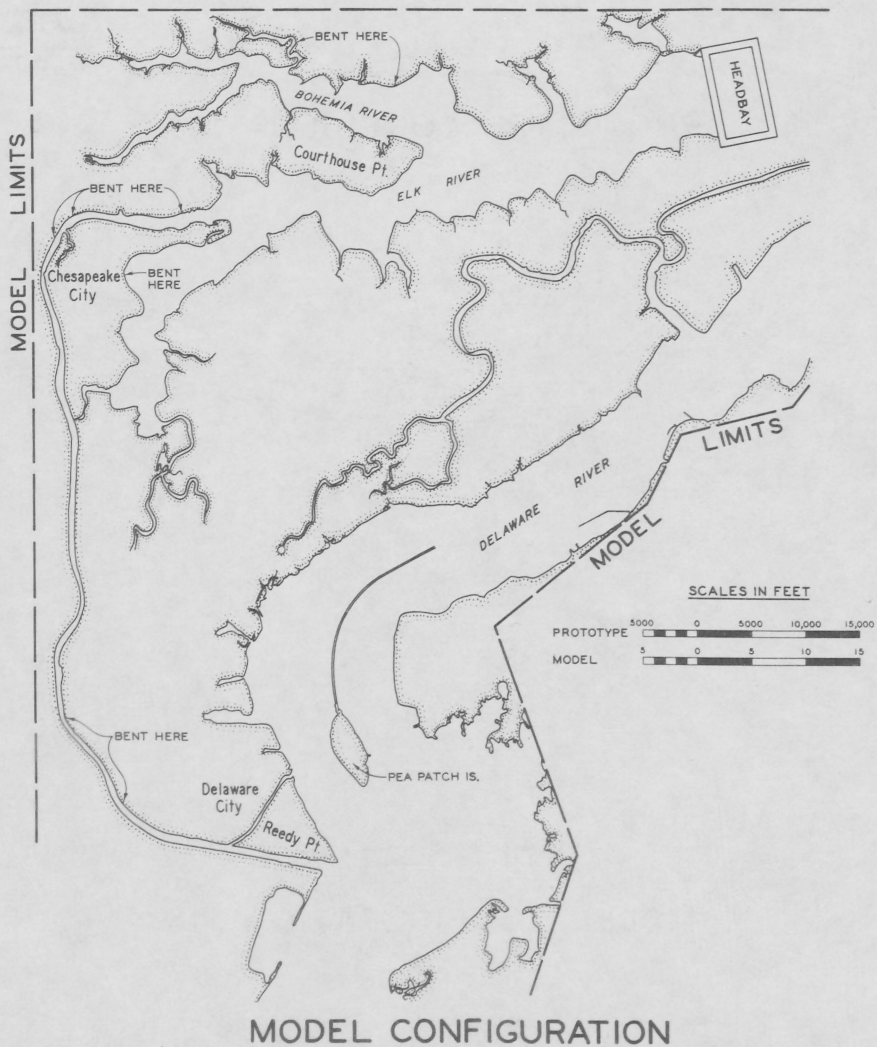 BENT HERE
HEADBAY
BOHEMIA RIVER
Courthouse Pt.
ELK RIVER
BENT HERE
MODEL LIMITS
Chesapeake
City
BENT
HERE
LIMITS
DELAWARE RIVER
MODEL
SCALES IN FEET
5000 0 5000 10,000 15,000
PROTOTYPE
MODEL
5 0 5 10 15
BENT HERE
PEA PATCH IS.
Delaware
City
Reedy Pt.
MODEL CONFIGURATION